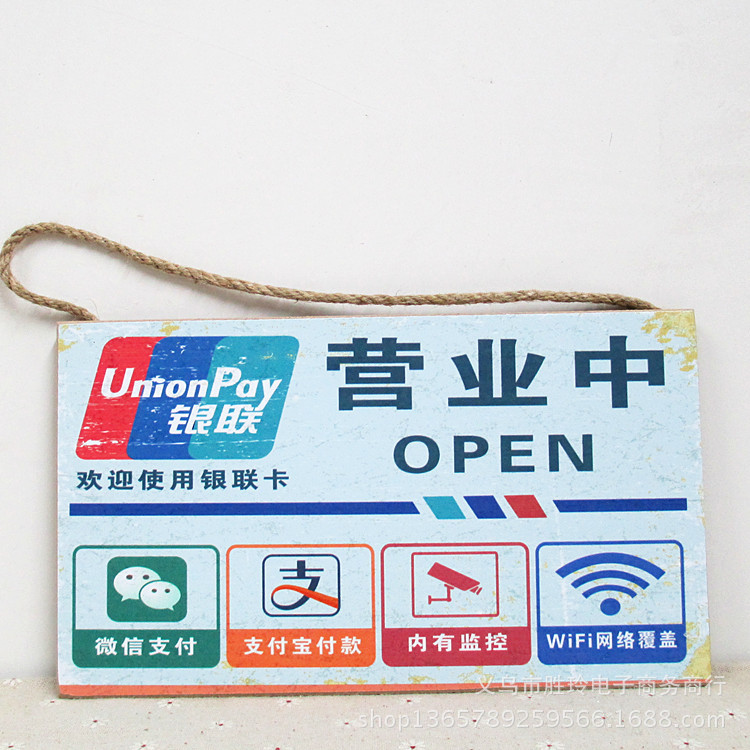 UnionPay
银联
欢迎使用银联卡
营业中
OPEN
微信支付
支付宝付款
内有监控
WiFi网络覆盖
支
义乌市胜玲电子商务商行
shop1365789259566.1688.com